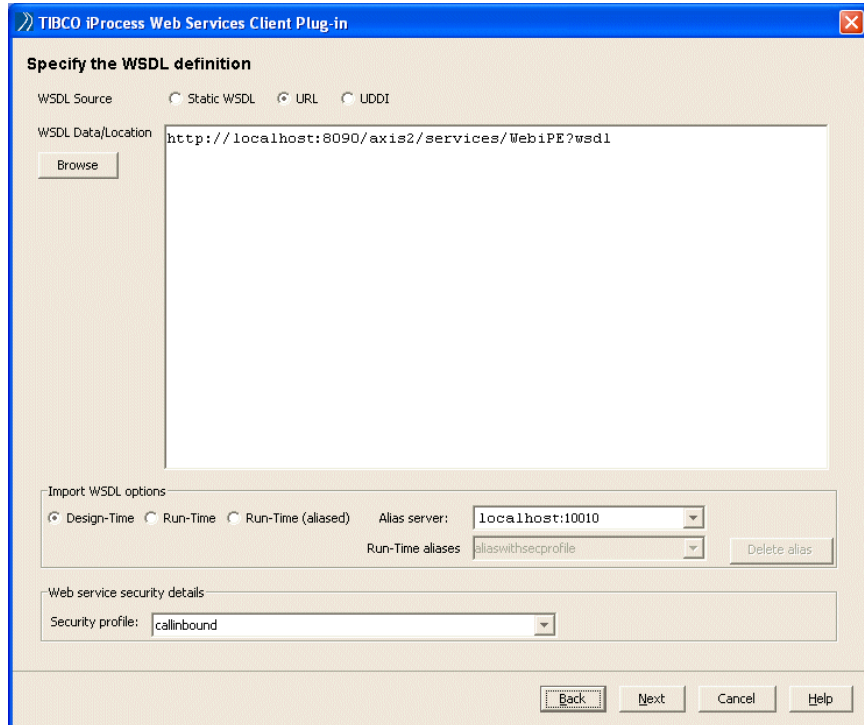 TIBCO iProcess Web Services Client Plug-in
Specify the WSDL definition
WSDL Source Static WSDL URL UDDI
WSDL Data/Location http://localhost:8090/axis2/services/WebiPE?wsdl
Browse
Import WSDL options
Design-Time Run-Time Run-Time (aliased) Alias server: localhost:10010
Run-Time aliases aliaswithsecprofile Delete alias
Web service security details
Security profile: callinbound
Back Next Cancel Help